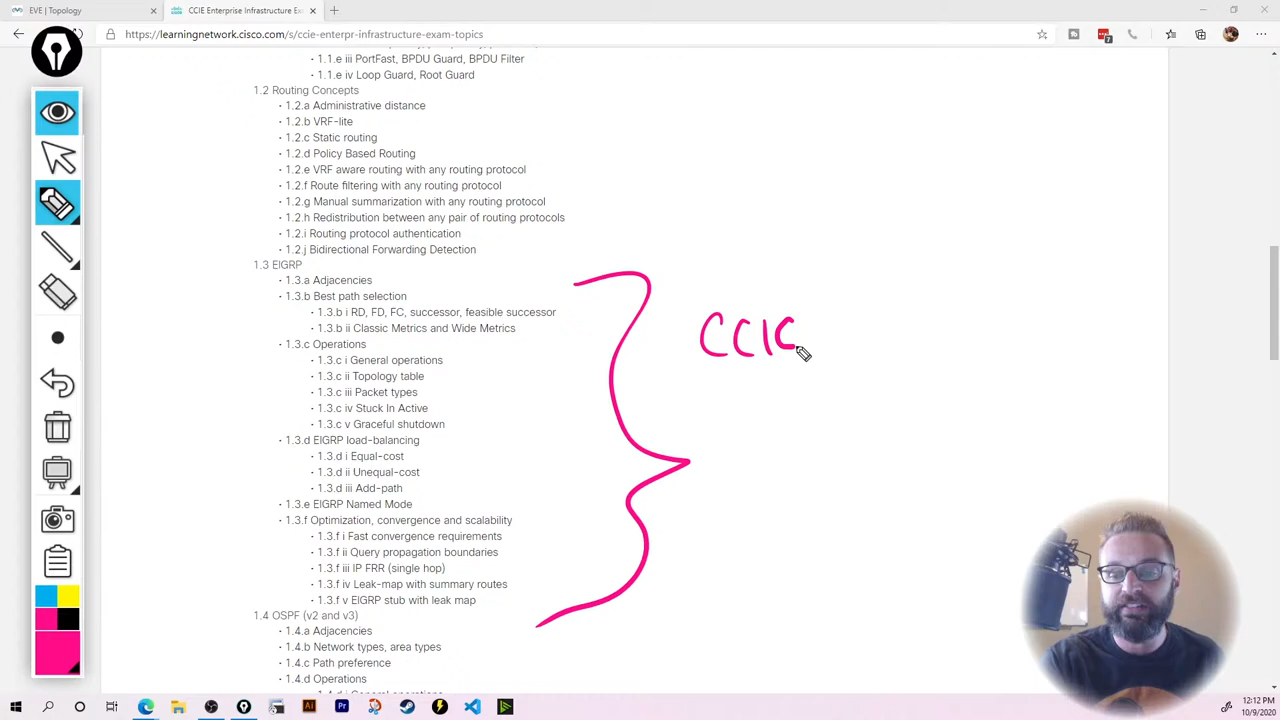 EVE | Topology
CCIE Enterprise Infrastructure Ex
https://learningnetwork.cisco.com/s/ccie-enterpr-infrastructure-exam-topics
1.1.e iii PortFast, BPDU Guard, BPDU Filter
1.1.e iv Loop Guard, Root Guard
1.2 Routing Concepts
1.2.a Administrative distance
1.2.b VRF-lite
1.2.c Static routing
1.2.d Policy Based Routing
1.2.e VRF aware routing with any routing protocol
1.2.f Route filtering with any routing protocol
1.2.g Manual summarization with any routing protocol
1.2.h Redistribution between any pair of routing protocols
1.2.i Routing protocol authentication
1.2.j Bidirectional Forwarding Detection
1.3 EIGRP
1.3.a Adjacencies
1.3.b Best path selection
1.3.b i RD, FD, FC, successor, feasible successor
1.3.b ii Classic Metrics and Wide Metrics
CCIC
1.3.c Operations
1.3.c i General operations
1.3.c ii Topology table
1.3.c iii Packet types
1.3.c iv Stuck In Active
1.3.c v Graceful shutdown
1.3.d EIGRP load-balancing
1.3.d i Equal-cost
1.3.d ii Unequal-cost
1.3.d iii Add-path
1.3.e EIGRP Named Mode
1.3.f Optimization, convergence and scalability
1.3.f i Fast convergence requirements
1.3.f ii Query propagation boundaries
1.3.f iii IP FRR (single hop)
1.3.f iv Leak-map with summary routes
1.3.f v EIGRP stub with leak map
1.4 OSPF (v2 and v3)
1.4.a Adjacencies
1.4.b Network types, area types
1.4.c Path preference
1.4.d Operations
12:12 PM
10/9/2020